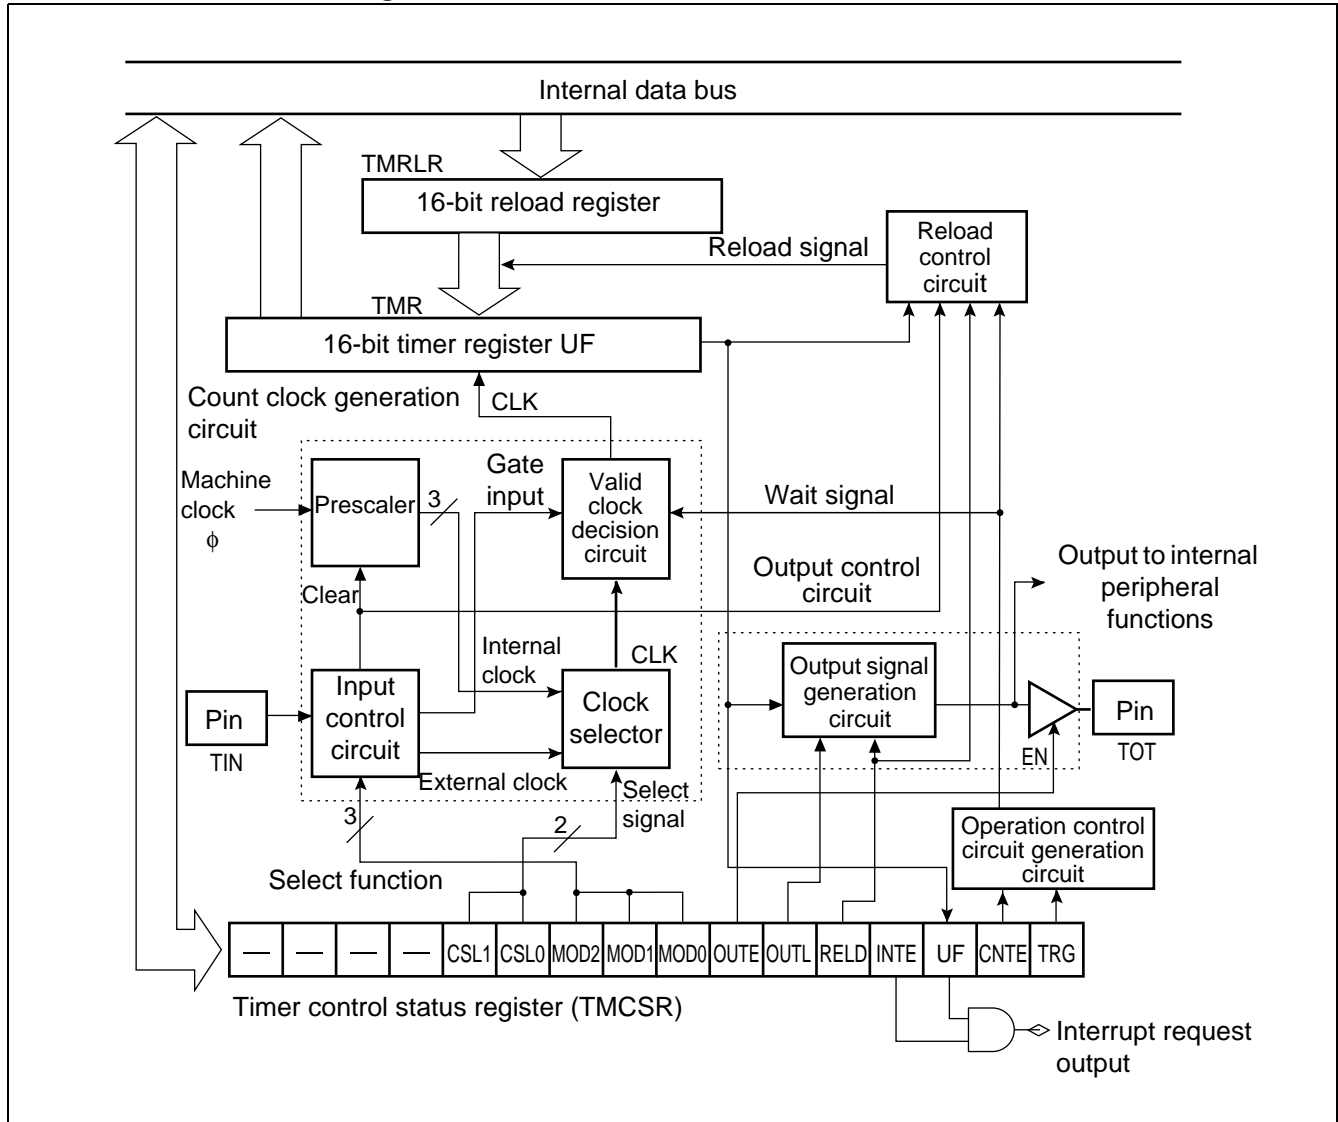 Internal data bus
TMRLR
16-bit reload register
Reload signal
Reload
control
circuit
TMR
16-bit timer register UF
Count clock generation
circuit
CLK
Machine
clock
ϕ
Prescaler
3
Gate
input
Valid
clock
decision
circuit
Wait signal
Clear
Output control
circuit
Output to internal
peripheral
functions
Internal
clock
CLK
Pin
TIN
Input
control
circuit
Clock
selector
Output signal
generation
circuit
EN
Pin
TOT
External clock
Select
signal
3
2
Select function
Operation control
circuit generation
circuit
— — — — CSL1 CSL0 MOD2 MOD1 MOD0 OUTE OUTL RELD INTE UF CNTE TRG
Timer control status register (TMCSR)
Interrupt request
output